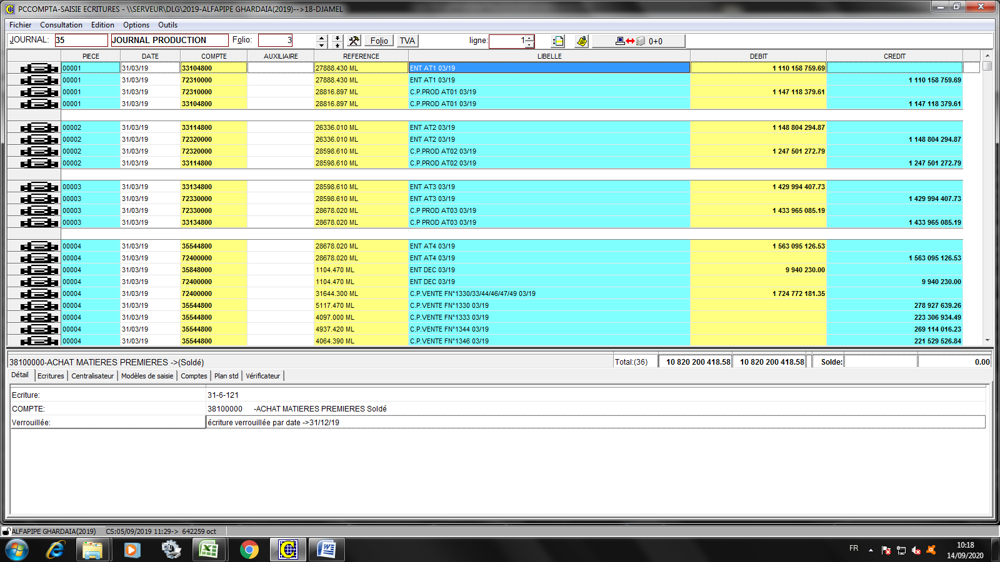 PCCOMPTA-SAISIE ECRITURES - \\SERVEUR\DLG\2019-ALFAPIPE GHARDAIA(2019)-->18-DJAMEL
Fichier Consultation Edition Options Outils
JOURNAL: 35 JOURNAL PRODUCTION Folio: 3 Folio TVA ligne: 1 0+0
PIECE DATE COMPTE AUXILIAIRE REFERENCE LIBELLE DEBIT CREDIT
00001 31/03/19 33104800 27888.430 ML ENT AT1 03/19 1 110 158 759.69
00001 31/03/19 72310000 27888.430 ML ENT AT1 03/19 1 110 158 759.69
00001 31/03/19 72310000 28816.897 ML C.P.PROD AT01 03/19 1 147 118 379.61
00001 31/03/19 33104800 28816.897 ML C.P.PROD AT01 03/19 1 147 118 379.61
00002 31/03/19 33114800 26336.010 ML ENT AT2 03/19 1 148 804 294.87
00002 31/03/19 72320000 26336.010 ML ENT AT2 03/19 1 148 804 294.87
00002 31/03/19 72320000 28598.610 ML C.P.PROD AT02 03/19 1 247 501 272.79
00002 31/03/19 33114800 28598.610 ML C.P.PROD AT02 03/19 1 247 501 272.79
00003 31/03/19 33134800 28598.610 ML ENT AT3 03/19 1 429 994 407.73
00003 31/03/19 72330000 28598.610 ML ENT AT3 03/19 1 429 994 407.73
00003 31/03/19 72330000 28678.020 ML C.P PROD AT03 03/19 1 433 965 085.19
00003 31/03/19 33134800 28678.020 ML C.P PROD AT03 03/19 1 433 965 085.19
00004 31/03/19 35544800 28678.020 ML ENT AT4 03/19 1 563 095 126.53
00004 31/03/19 72400000 28678.020 ML ENT AT4 03/19 1 563 095 126.53
00004 31/03/19 35848000 1104.470 ML ENT DEC 03/19 9 940 230.00
00004 31/03/19 72400000 1104.470 ML ENT DEC 03/19 9 940 230.00
00004 31/03/19 72400000 31644.300 ML C.P.VENTE FN°1330/33/44/46/47/49 03/19 1 724 772 181.35
00004 31/03/19 35544800 5117.470 ML C.P.VENTE FN°1330 03/19 278 927 639.26
00004 31/03/19 35544800 4097.000 ML C.P.VENTE FN°1333 03/19 223 306 934.49
00004 31/03/19 35544800 4937.420 ML C.P.VENTE FN°1344 03/19 269 114 016.23
00004 31/03/19 35544800 4064.390 ML C.P.VENTE FN°1346 03/19 221 529 526.84
38100000-ACHAT MATIERES PREMIERES ->(Soldé) Total:(36) 10 820 200 418.58 10 820 200 418.58 Solde: 0.00
Détail Ecritures Centralisateur Modèles de saisie Comptes Plan std Vérificateur
Ecriture: 31-6-121
COMPTE: 38100000 -ACHAT MATIERES PREMIERES Soldé
Verrouillée: écriture verrouillée par date ->31/12/19
ALFAPIPE GHARDAIA(2019) CS:05/09/2019 11:29-> 642259 oct
FR 10:18
14/09/2020